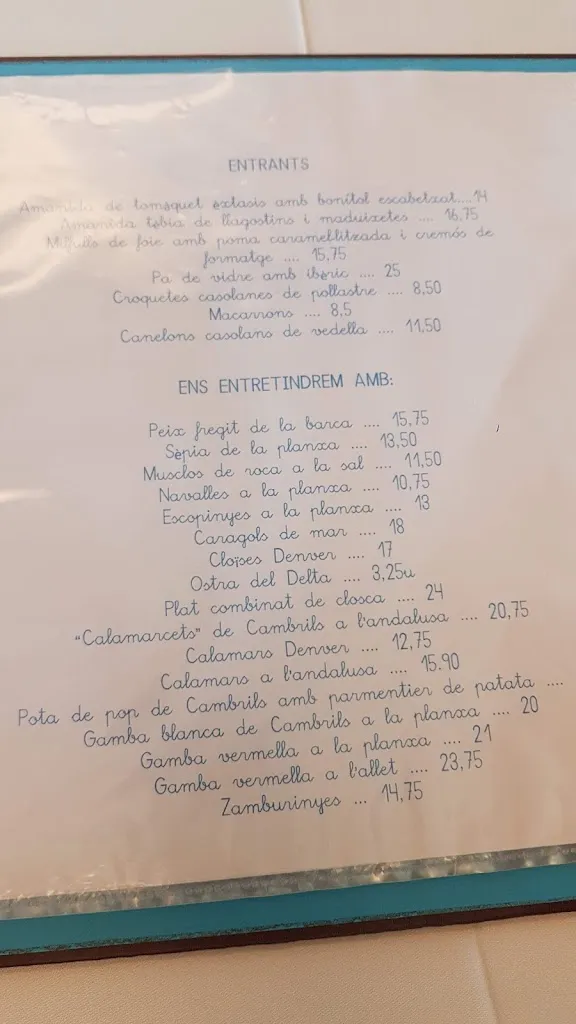 ENTRANTS
Amanida de tomàquet èxtasis amb bonítol escabetxat....14
Amanida tèbia de llagostins i maduixetes .... 16,75
Milfulls de foie amb poma caramel·litzada i cremós de
formatge .... 15,75
Pa de vidre amb ibèric .... 25
Croquetes casolanes de pollastre .... 8,50
Macarrons .... 8,5
Canelons casolans de vedella .... 11,50
ENS ENTRETINDREM AMB:
Peix fregit de la barca .... 15,75
Sèpia de la planxa .... 13,50
Musclos de roca a la sal .... 11,50
Navalles a la planxa .... 10,75
Escopinyes a la planxa .... 13
Caragols de mar .... 18
Cloïses Denver .... 17
Ostra del Delta .... 3,25u
Plat combinat de closca .... 24
"Calamarcets" de Cambrils a l'andalusa .... 20,75
Calamars Denver .... 12,75
Calamars a l'andalusa .... 15.90
Pota de pop de Cambrils amb parmentier de patata ....
Gamba blanca de Cambrils a la planxa .... 20
Gamba vermella a la planxa .... 21
Gamba vermella a l'allet .... 23,75
Zamburinyes ... 14,75